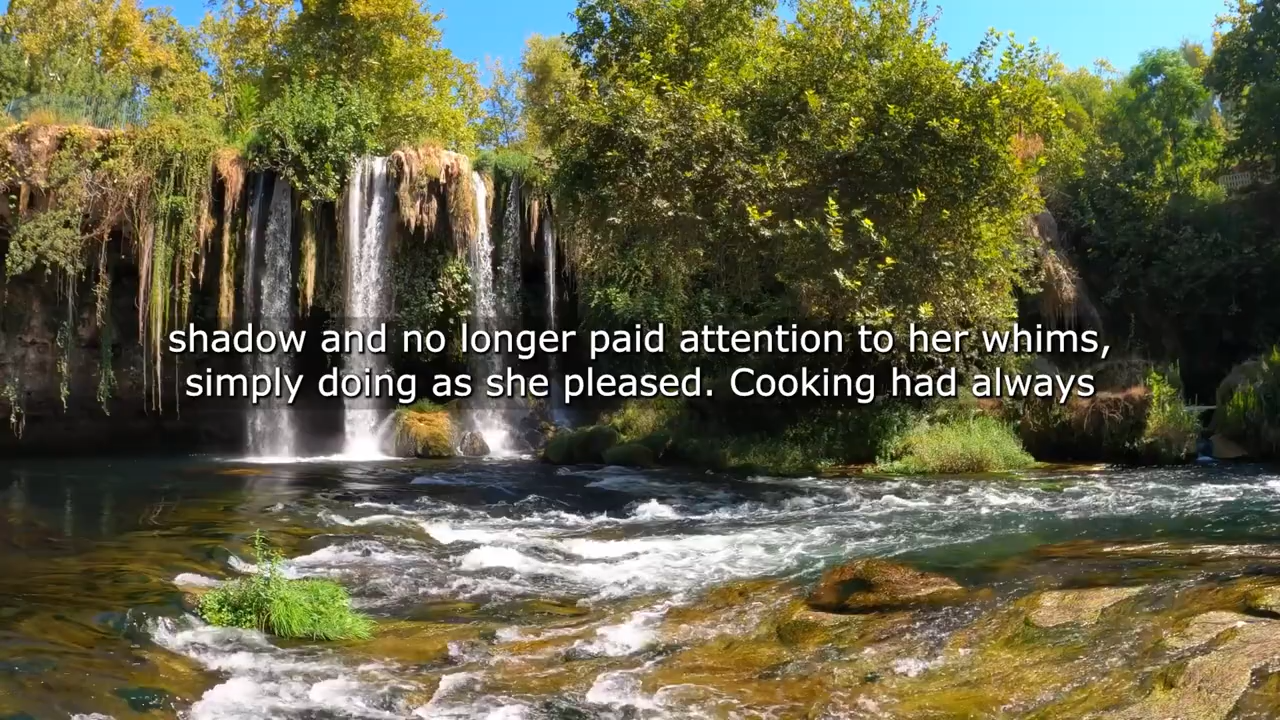 shadow and no longer paid attention to her whims,
simply doing as she pleased. Cooking had always